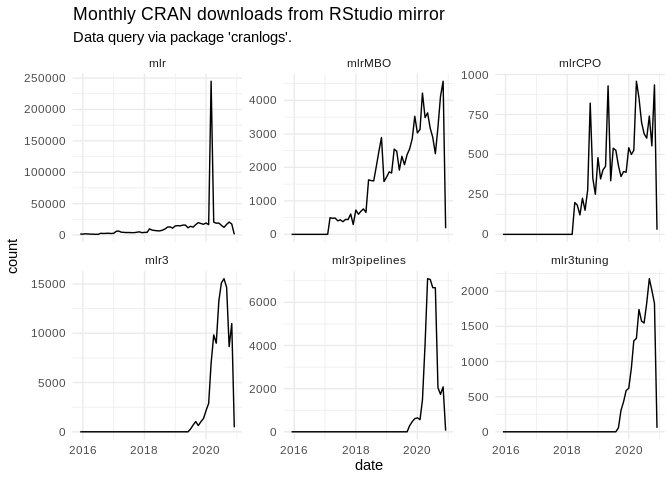 Monthly CRAN downloads from RStudio mirror
Data query via package 'cranlogs'.
mlr
mlrMBO
mlrCPO
250000
200000
150000
100000
50000
0
4000
3000
2000
1000
0
1000
750
500
250
0
count
mlr3
mlr3pipelines
mlr3tuning
15000
10000
5000
0
6000
4000
2000
0
2000
1500
1000
500
0
2016 2018 2020
2016 2018 2020
2016 2018 2020
date